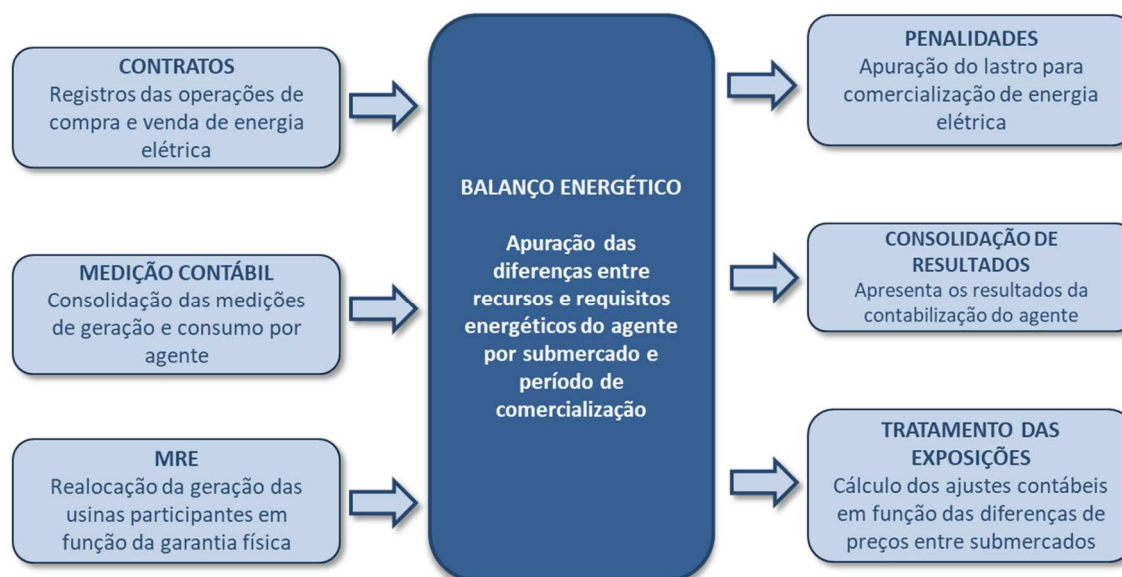 CONTRATOS
Registros das operações de
compra e venda de energia
elétrica
MEDIÇÃO CONTÁBIL
Consolidação das medições
de geração e consumo por
agente
MRE
Realocação da geração das
usinas participantes em
função da garantia física
BALANÇO ENERGÉTICO
Apuração das
diferenças entre
recursos e requisitos
energéticos do agente
por submercado e
período de
comercialização
PENALIDADES
Apuração do lastro para
comercialização de energia
elétrica
CONSOLIDAÇÃO DE
RESULTADOS
Apresenta os resultados da
contabilização do agente
TRATAMENTO DAS
EXPOSIÇÕES
Cálculo dos ajustes contábeis
em função das diferenças de
preços entre submercados